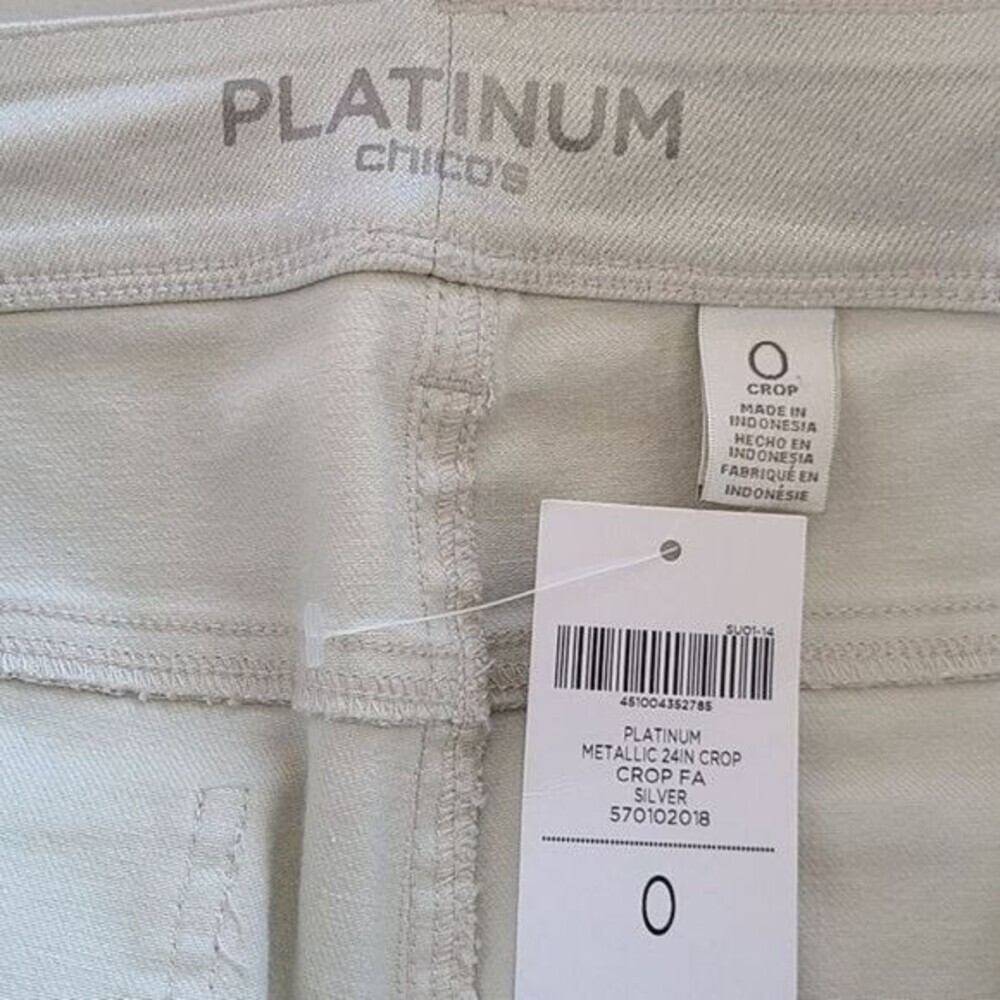 PLATINUM
chico's
O
CROP
MADE IN
INDONESIA
HECHO EN
INDONESIA
FABRIQUÉ EN
INDONÉSIE
SU01-14
451004352785
PLATINUM
METALLIC 24IN CROP
CROP FA
SILVER
570102018
0